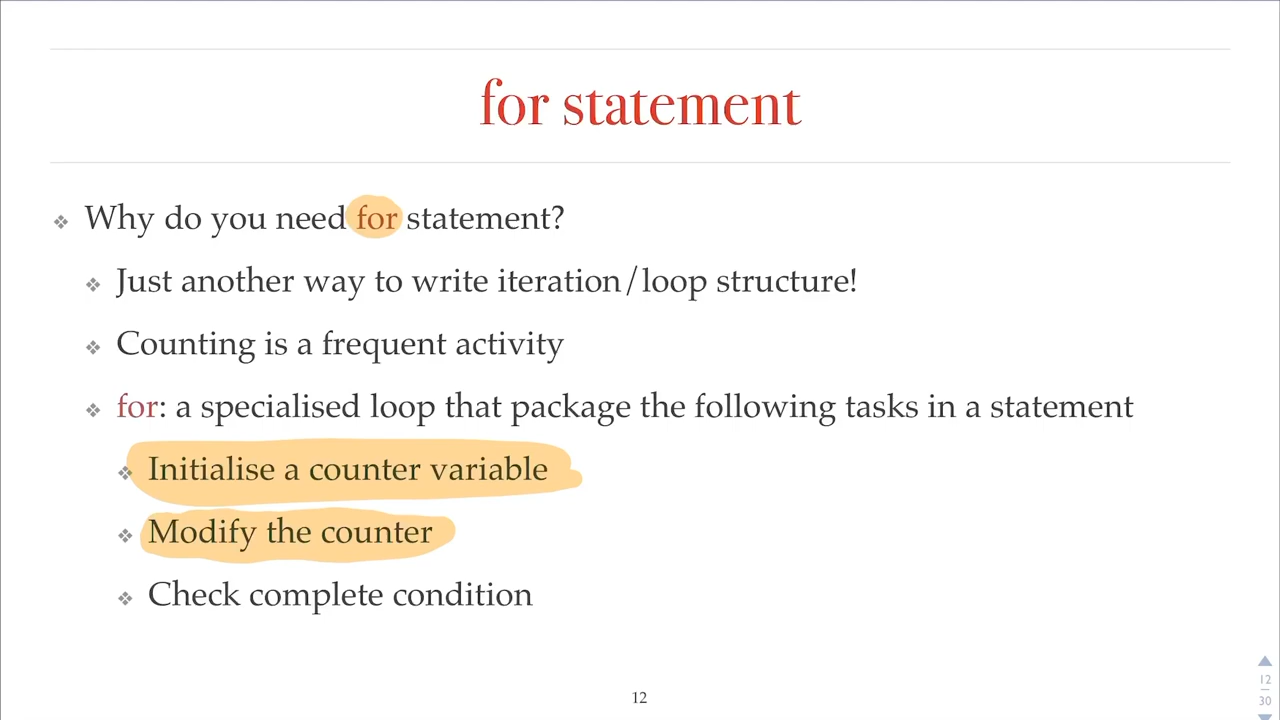 for statement
❖ Why do you need for statement?
❖ Just another way to write iteration/loop structure!
❖ Counting is a frequent activity
❖ for: a specialised loop that package the following tasks in a statement
❖ Initialise a counter variable
❖ Modify the counter
❖ Check complete condition
12
12
30